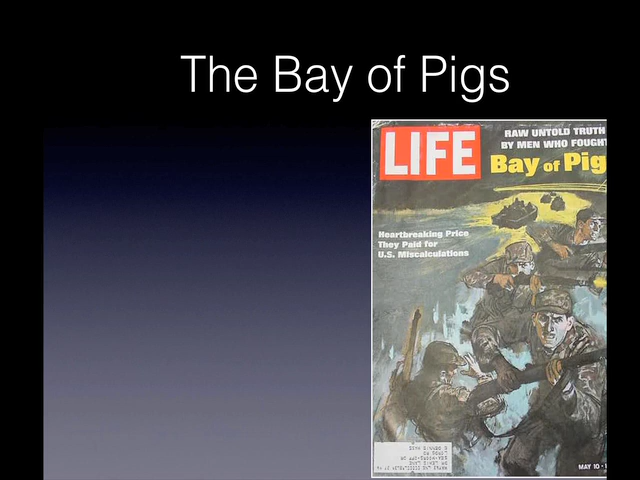 The Bay of Pigs
LIFE
RAW UNTOLD TRUTH
BY MEN WHO FOUGHT
Bay of Pig
Heartbreaking Price
They Paid for
U.S. Miscalculations
MAY 10